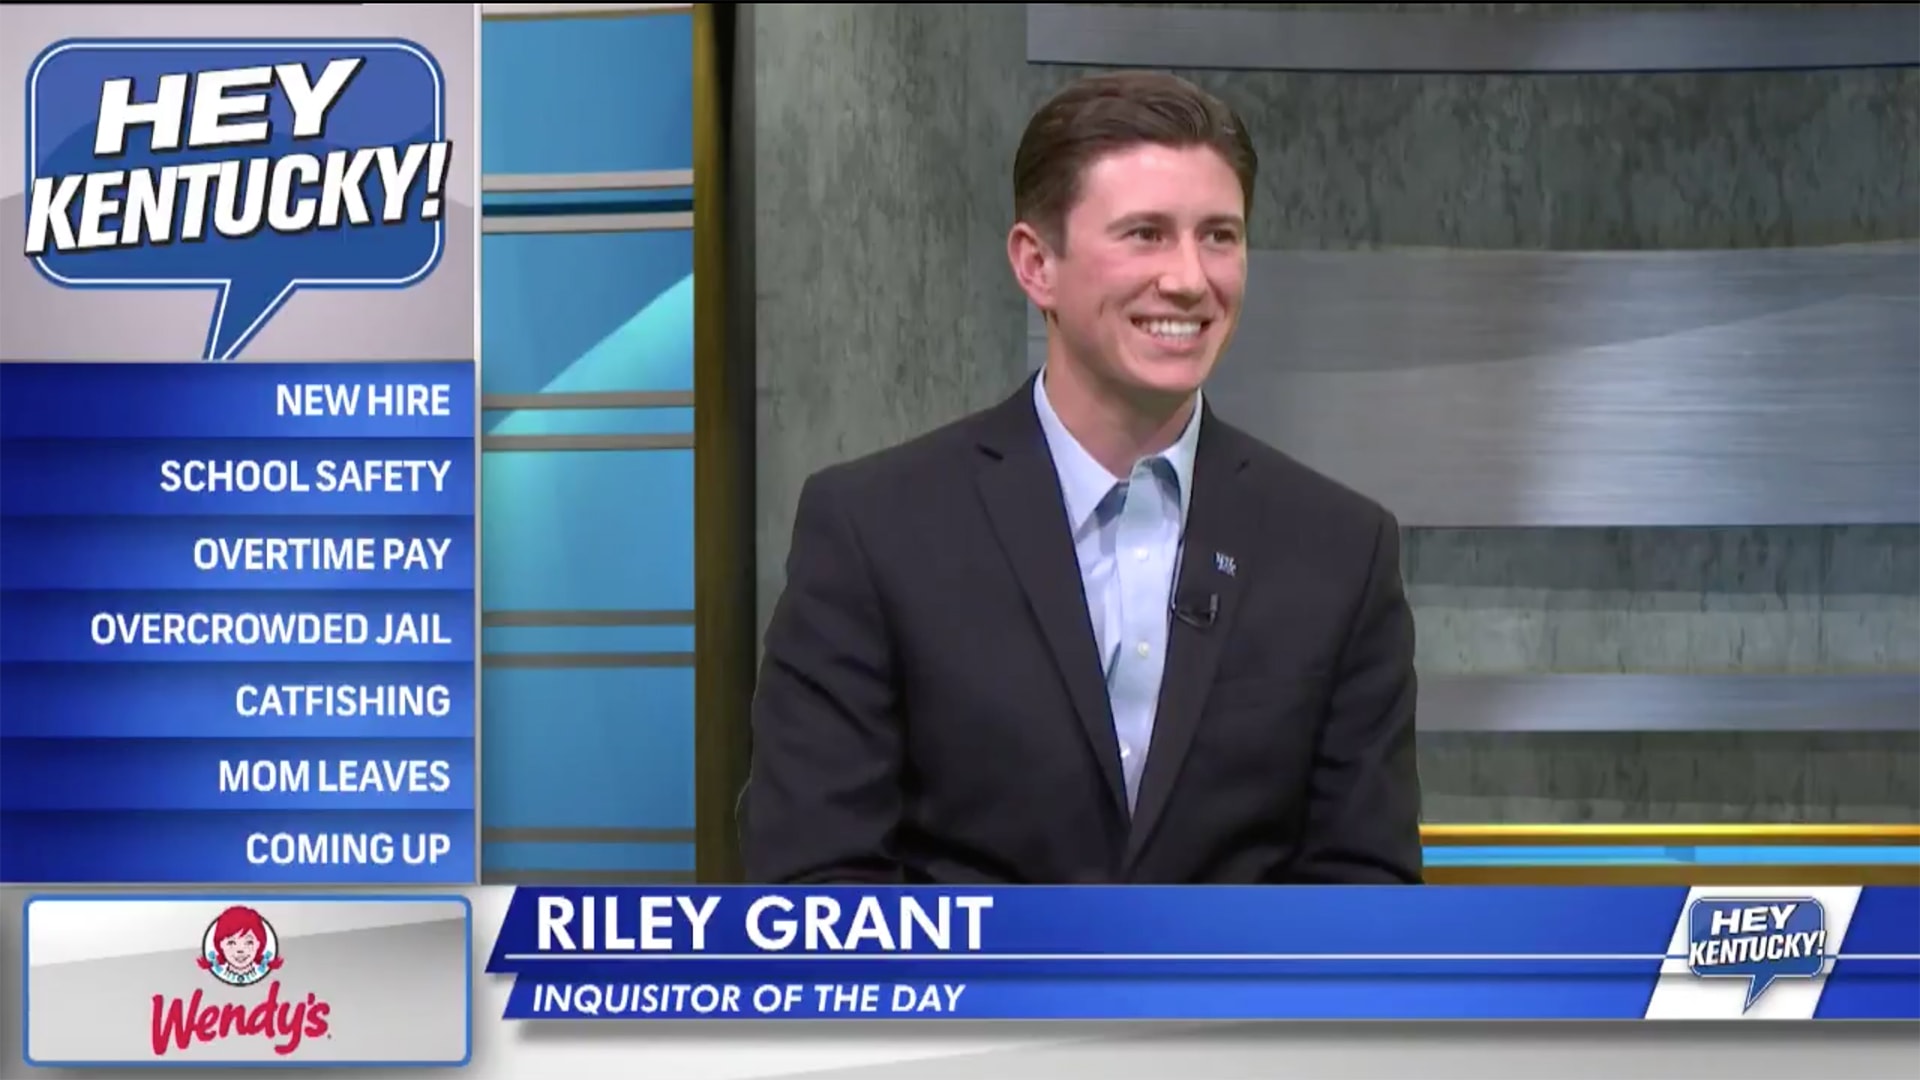 HEY
KENTUCKY!
NEW HIRE
SCHOOL SAFETY
OVERTIME PAY
OVERCROWDED JAIL
CATFISHING
MOM LEAVES
COMING UP
Wendy's
RILEY GRANT
INQUISITOR OF THE DAY
HEY
KENTUCKY!